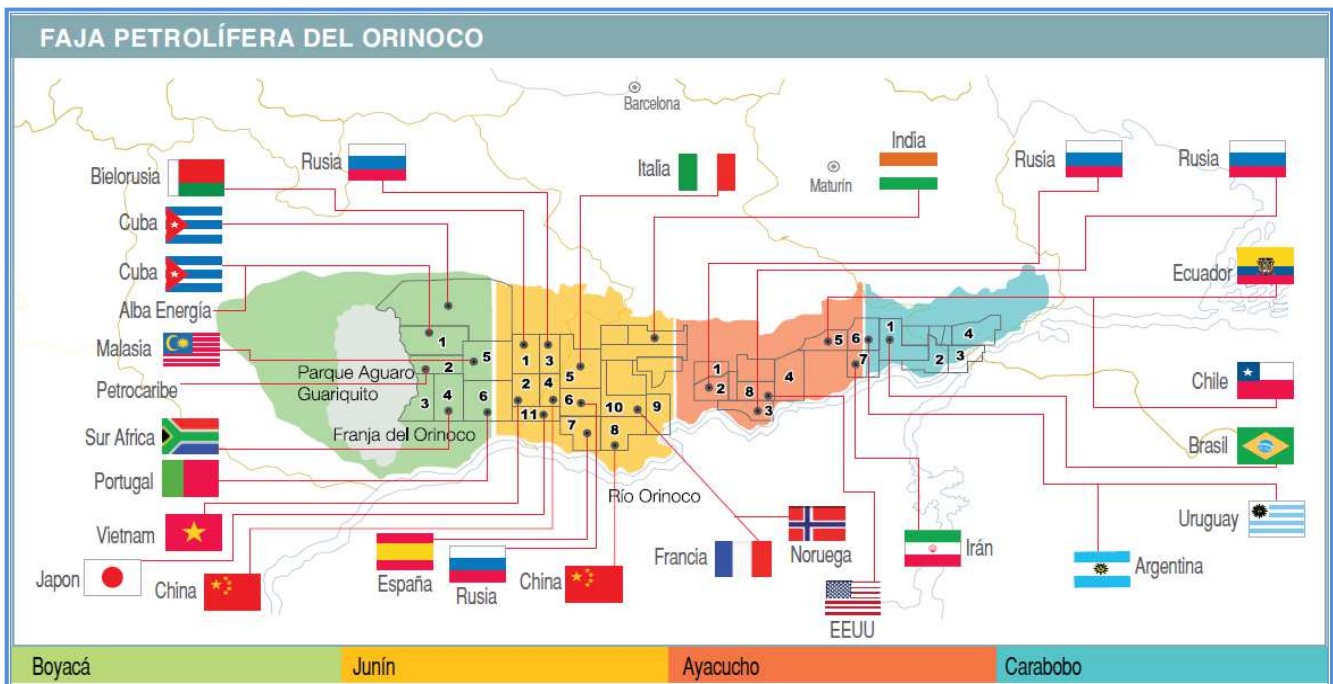 FAJA PETROLÍFERA DEL ORINOCO
Barcelona
Maturín
Bielorusia
Rusia
Italia
India
Rusia
Rusia
Cuba
Cuba
Alba Energía
Malasia
Petrocaribe
Sur Africa
Portugal
Vietnam
Japon
China
España
Rusia
China
Francia
Noruega
EEUU
Irán
Argentina
Uruguay
Brasil
Chile
Ecuador
Parque Aguaro
Guariquito
Franja del Orinoco
Río Orinoco
1
2
3
4
5
6
1
3
2
4
5
6
11
7
8
10
9
1
2
8
3
4
5
6
7
1
2
3
4
Boyacá
Junín
Ayacucho
Carabobo